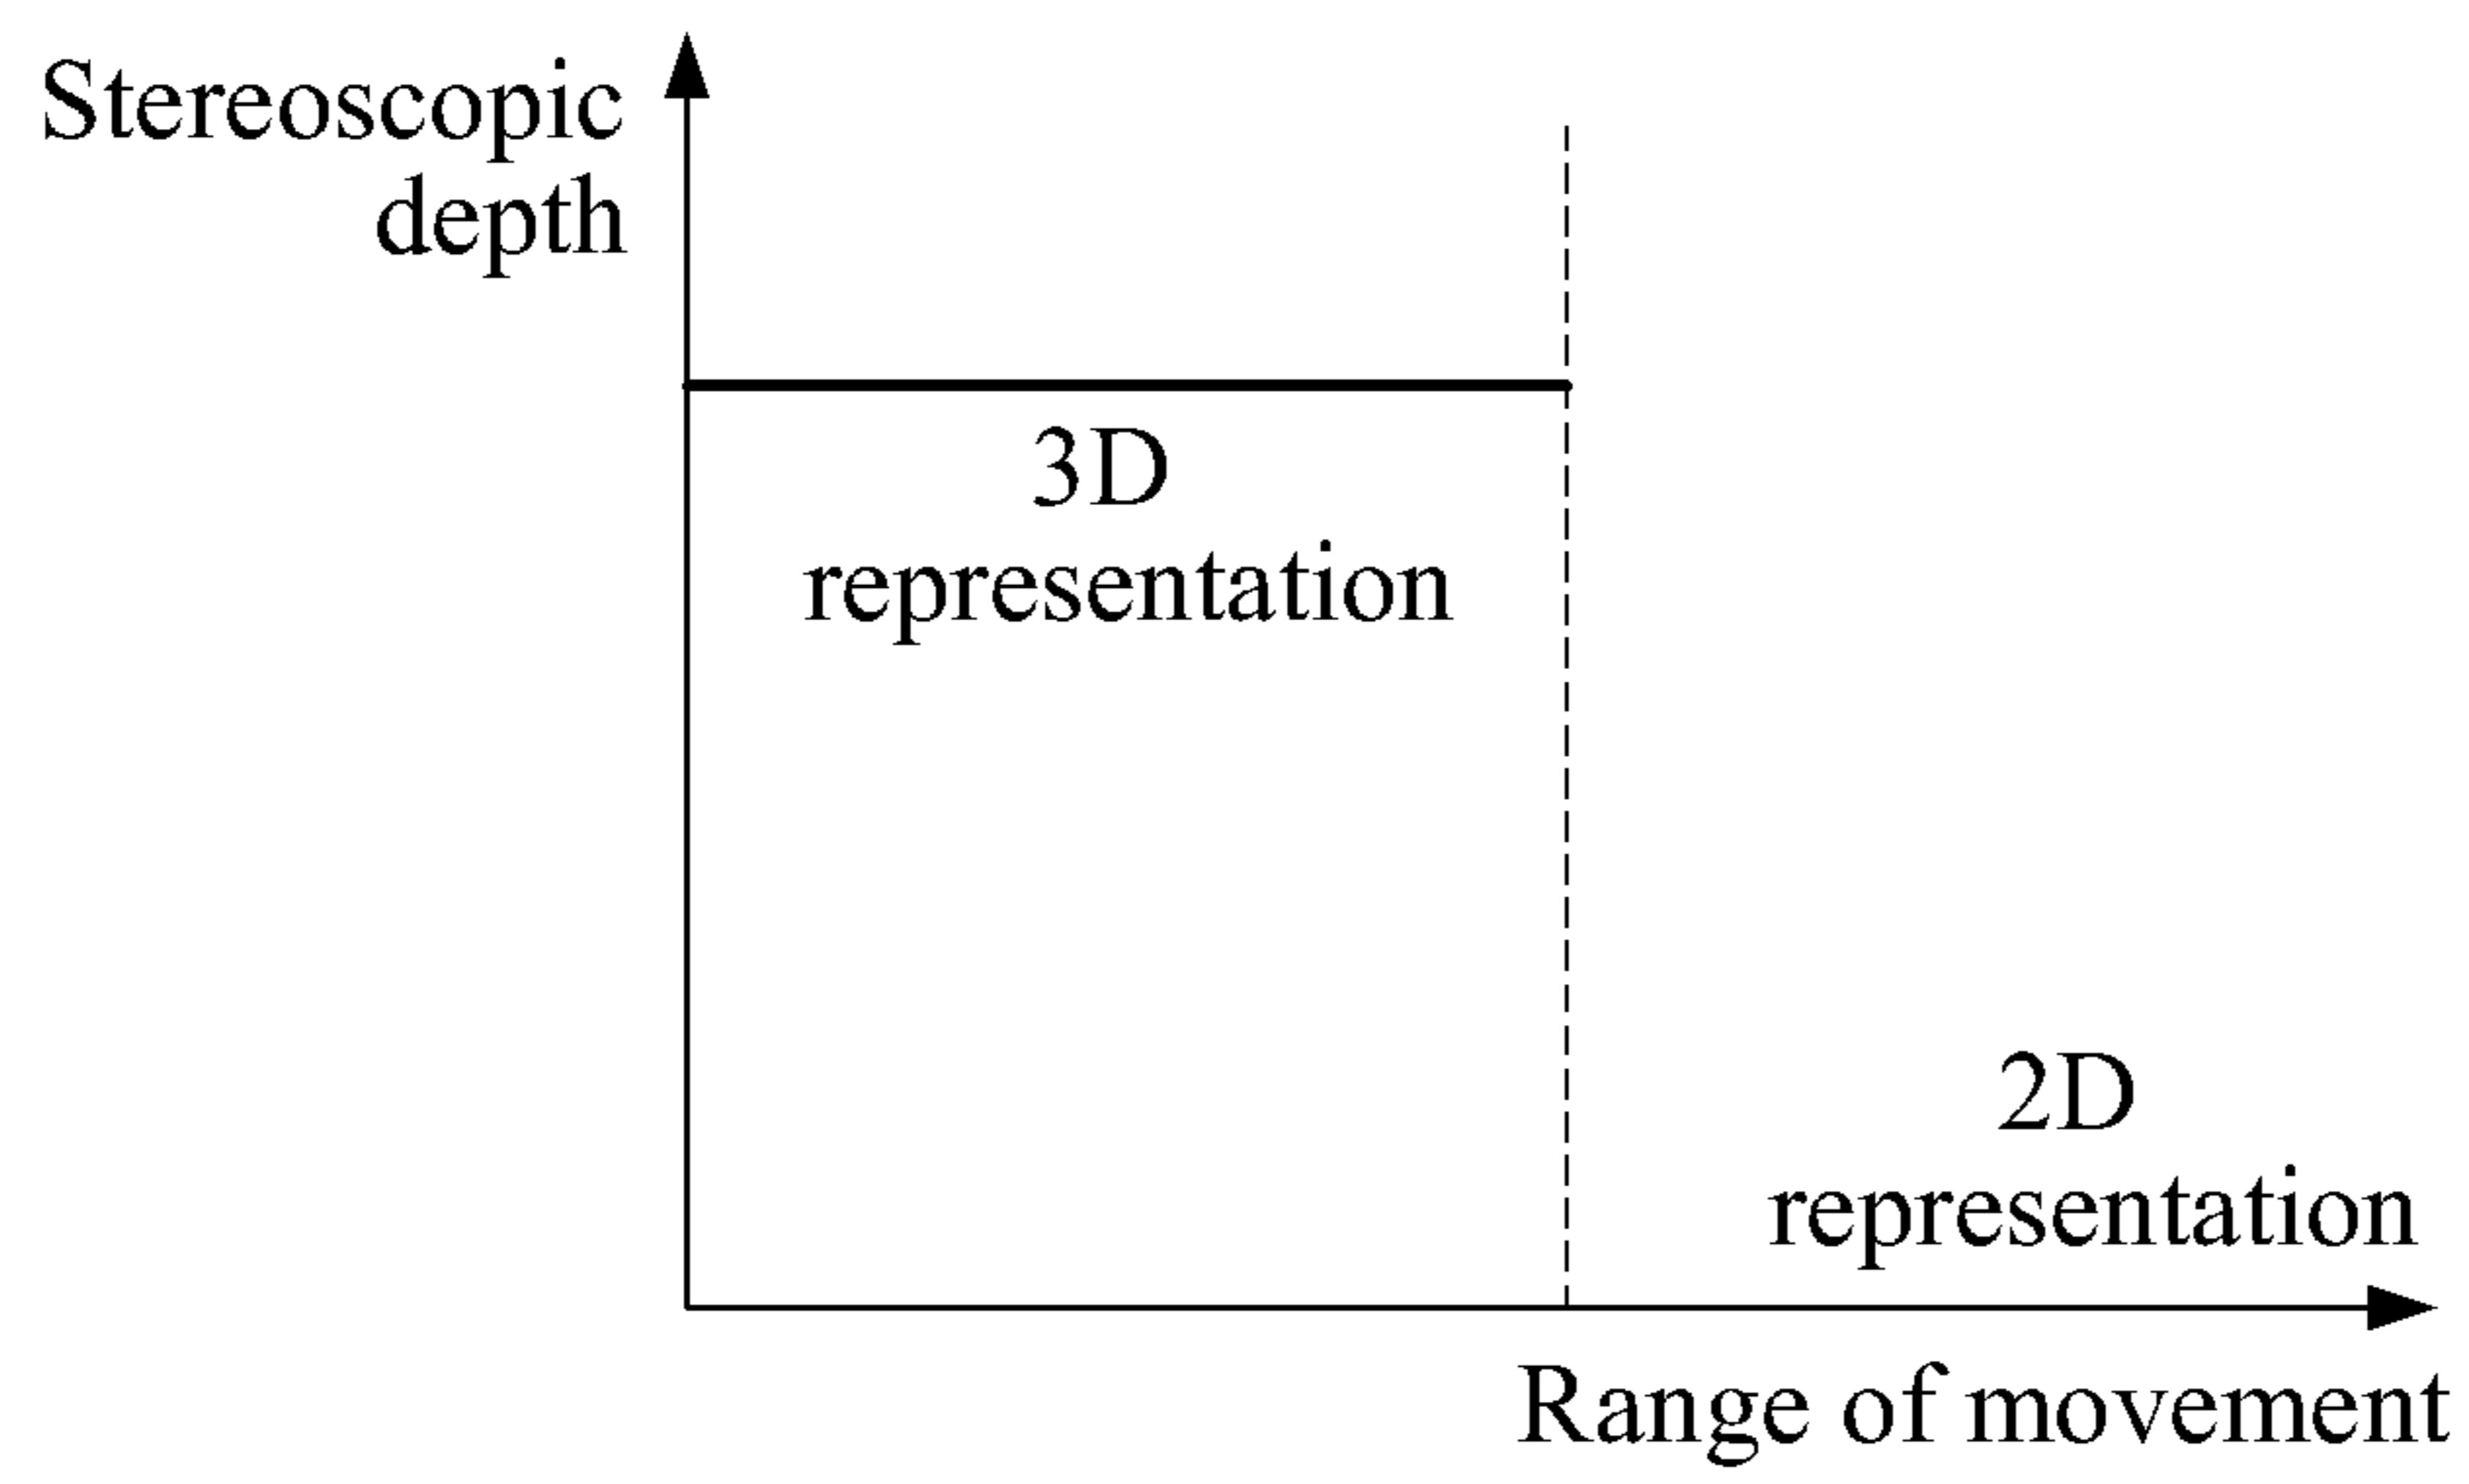 Stereoscopic
depth
3D
representation
2D
representation
Range of movement